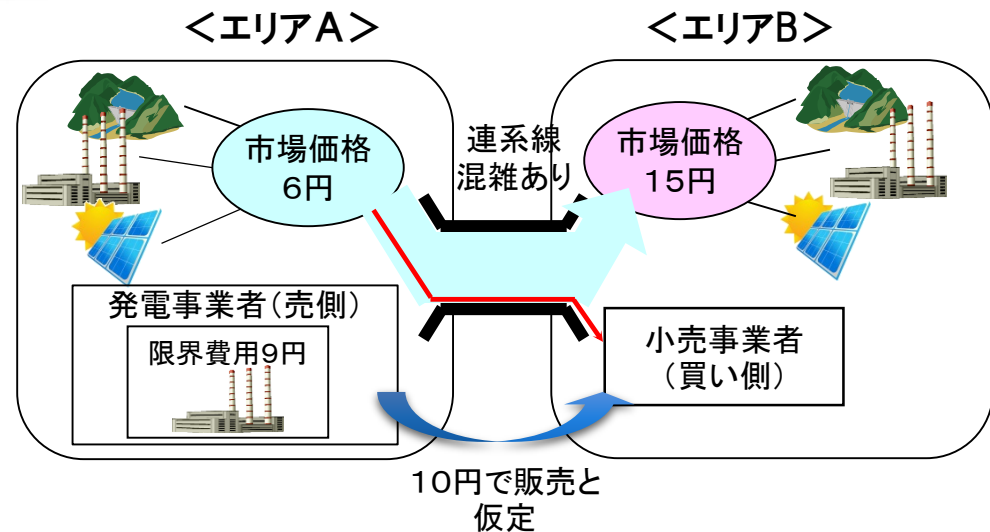 ＜エリアA＞
＜エリアB＞
市場価格
6円
連系線
混雑あり
市場価格
15円
発電事業者（売側）
限界費用9円
小売事業者
（買い側）
10円で販売と
仮定